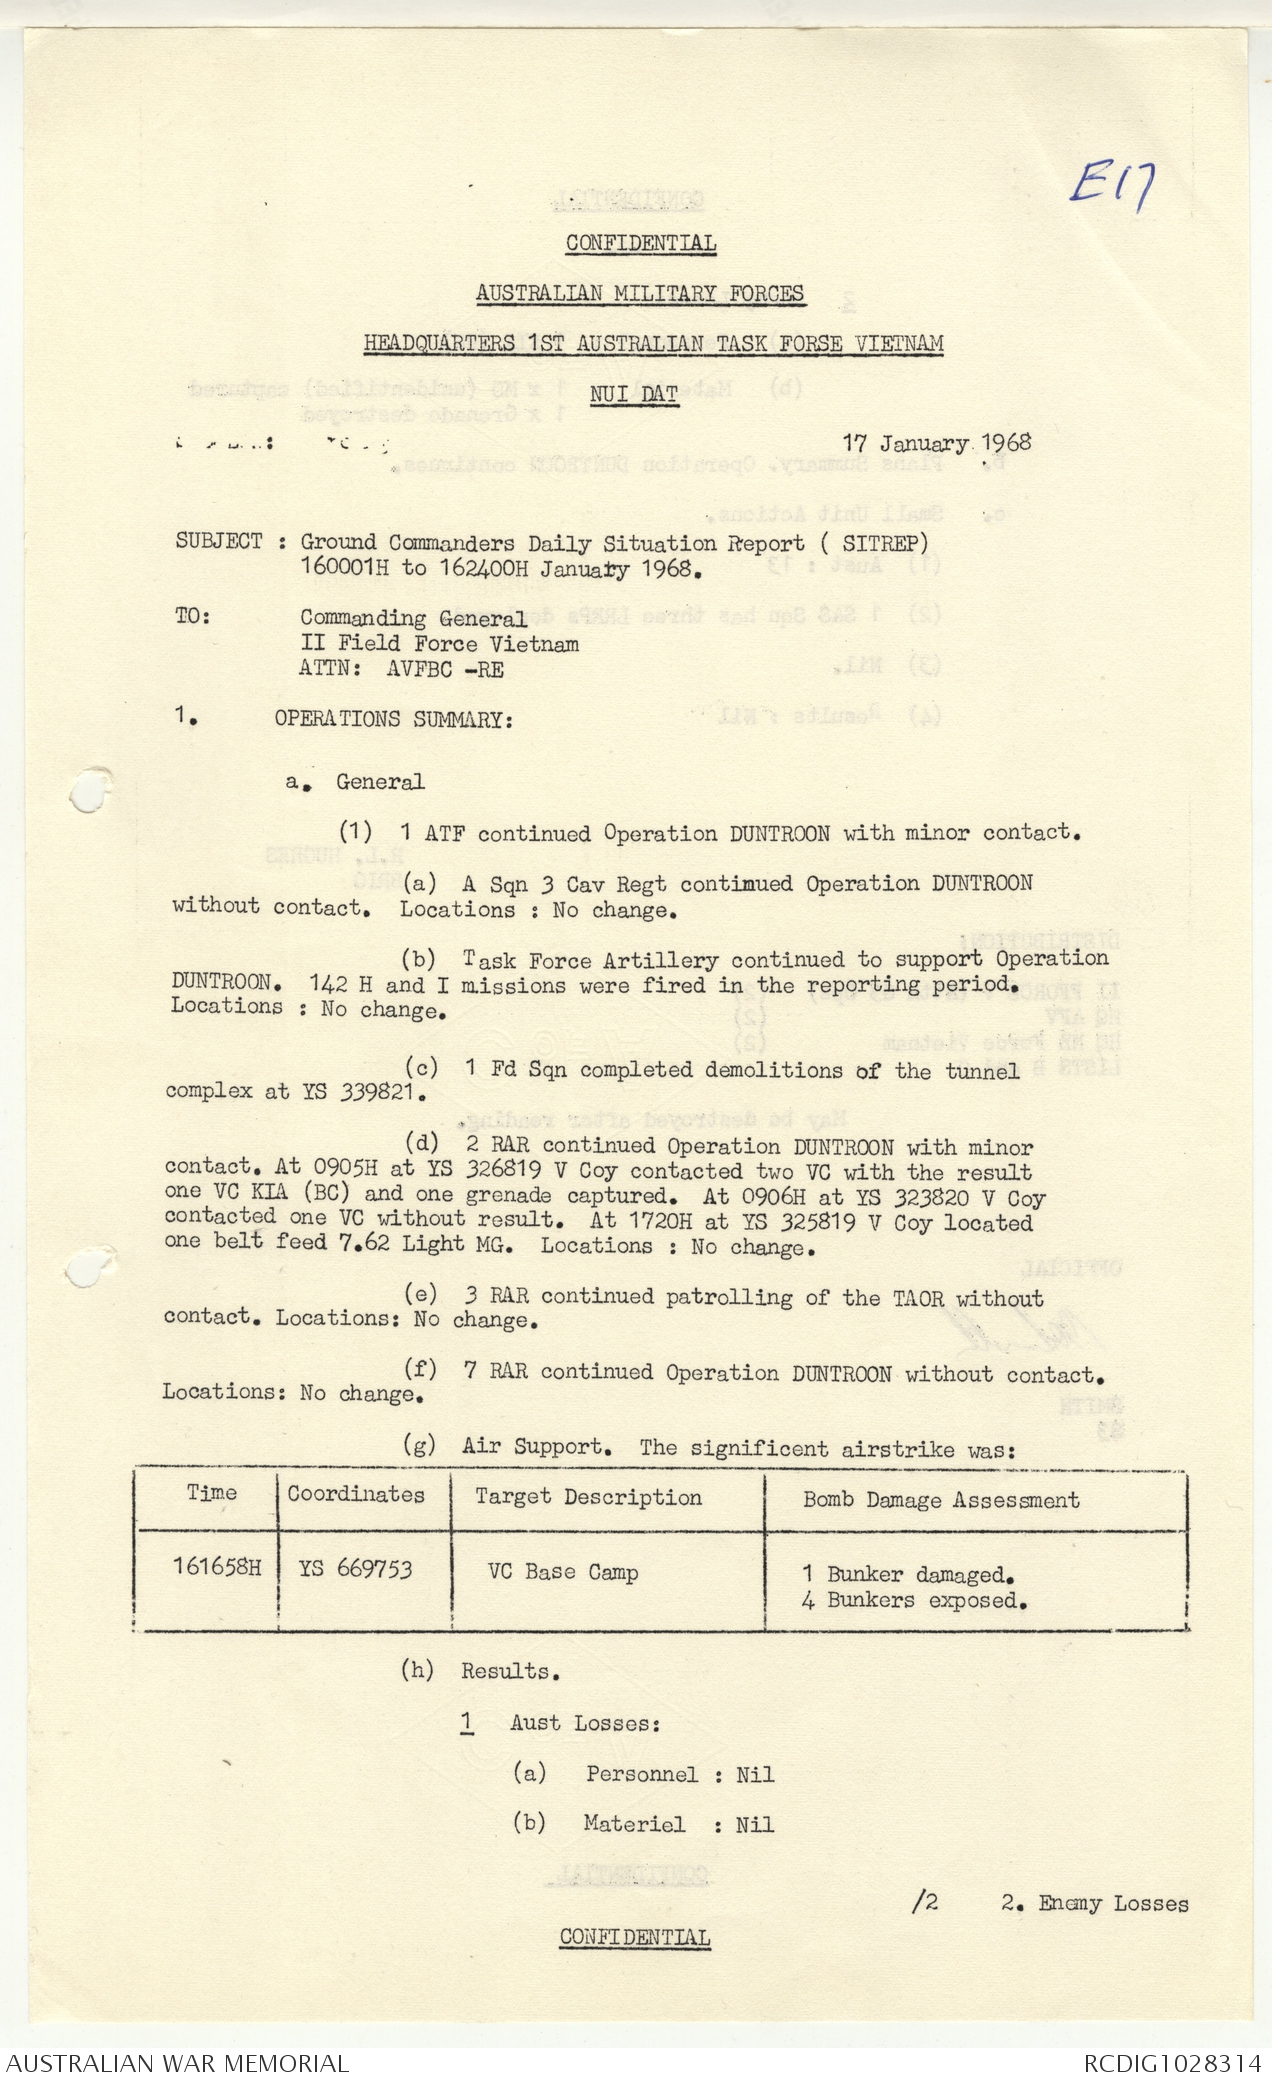 E17
CONFIDENTIAL
AUSTRALIAN MILITARY FORCES
HEADQUARTERS 1ST AUSTRALIAN TASK FORSE VIETNAM
NUI DAT
17 January 1968
SUBJECT : Ground Commanders Daily Situation Report ( SITREP)
160001H to 162400H January 1968.
TO: Commanding General
II Field Force Vietnam
ATTN: AVFBC -RE
1. OPERATIONS SUMMARY:
a. General
(1) 1 ATF continued Operation DUNTROON with minor contact.
(a) A Sqn 3 Cav Regt continued Operation DUNTROON
without contact. Locations : No change.
(b) Task Force Artillery continued to support Operation
DUNTROON. 142 H and I missions were fired in the reporting period.
Locations : No change.
(c) 1 Fd Sqn completed demolitions of the tunnel
complex at YS 339821.
(d) 2 RAR continued Operation DUNTROON with minor
contact. At 0905H at YS 326819 V Coy contacted two VC with the result
one VC KIA (BC) and one grenade captured. At 0906H at YS 323820 V Coy
contacted one VC without result. At 1720H at YS 325819 V Coy located
one belt feed 7.62 Light MG. Locations : No change.
(e) 3 RAR continued patrolling of the TAOR without
contact. Locations: No change.
(f) 7 RAR continued Operation DUNTROON without contact.
Locations: No change.
(g) Air Support. The significent airstrike was:
Time Coordinates Target Description Bomb Damage Assessment
161658H YS 669753 VC Base Camp 1 Bunker damaged.
4 Bunkers exposed.
(h) Results.
1 Aust Losses:
(a) Personnel : Nil
(b) Materiel : Nil
/2 2. Enemy Losses
CONFIDENTIAL
AUSTRALIAN WAR MEMORIAL RCDIG1028314